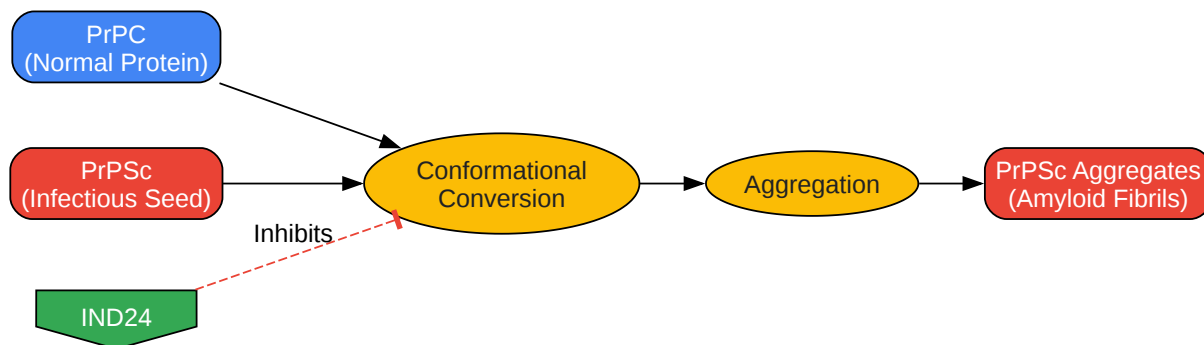 PrPC
(Normal Protein)
PrPSc
(Infectious Seed)
Conformational
Conversion
Aggregation
PrPSc Aggregates
(Amyloid Fibrils)
Inhibits
IND24